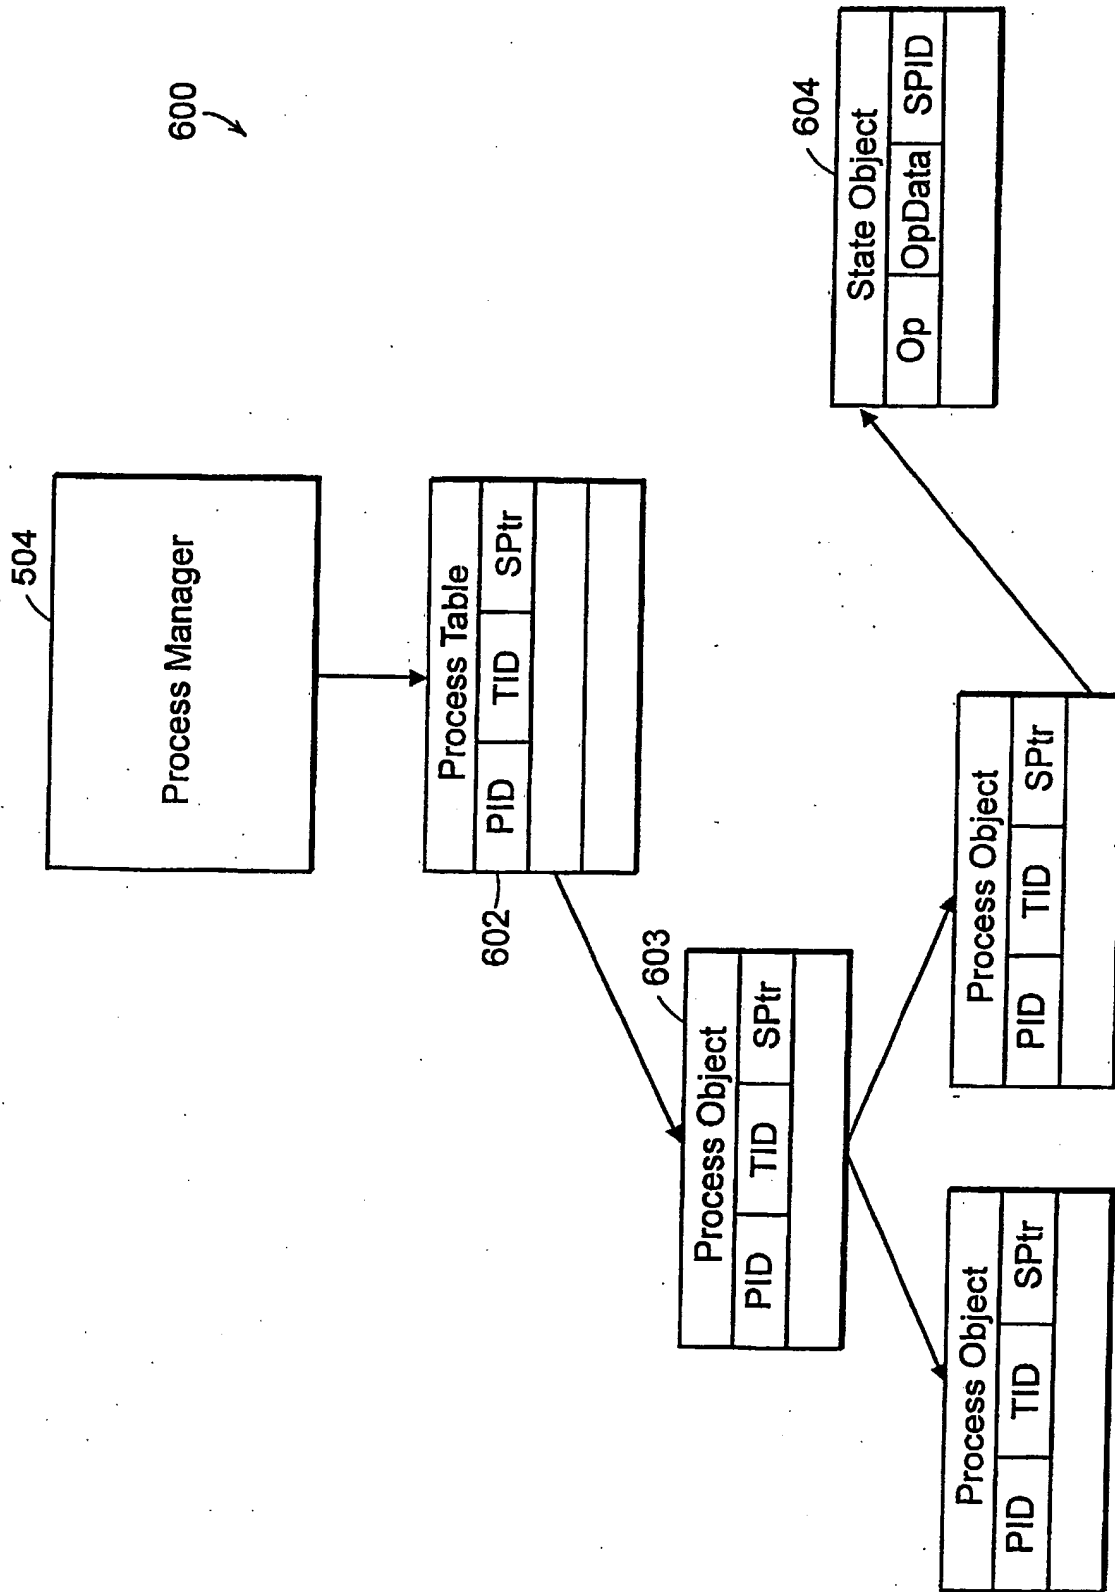 600
504
Process Manager
Process Table
PID TID SPtr
602
603
Process Object
PID TID SPtr
604
State Object
Op OpData SPID
Process Object
PID TID SPtr
Process Object
PID TID SPtr